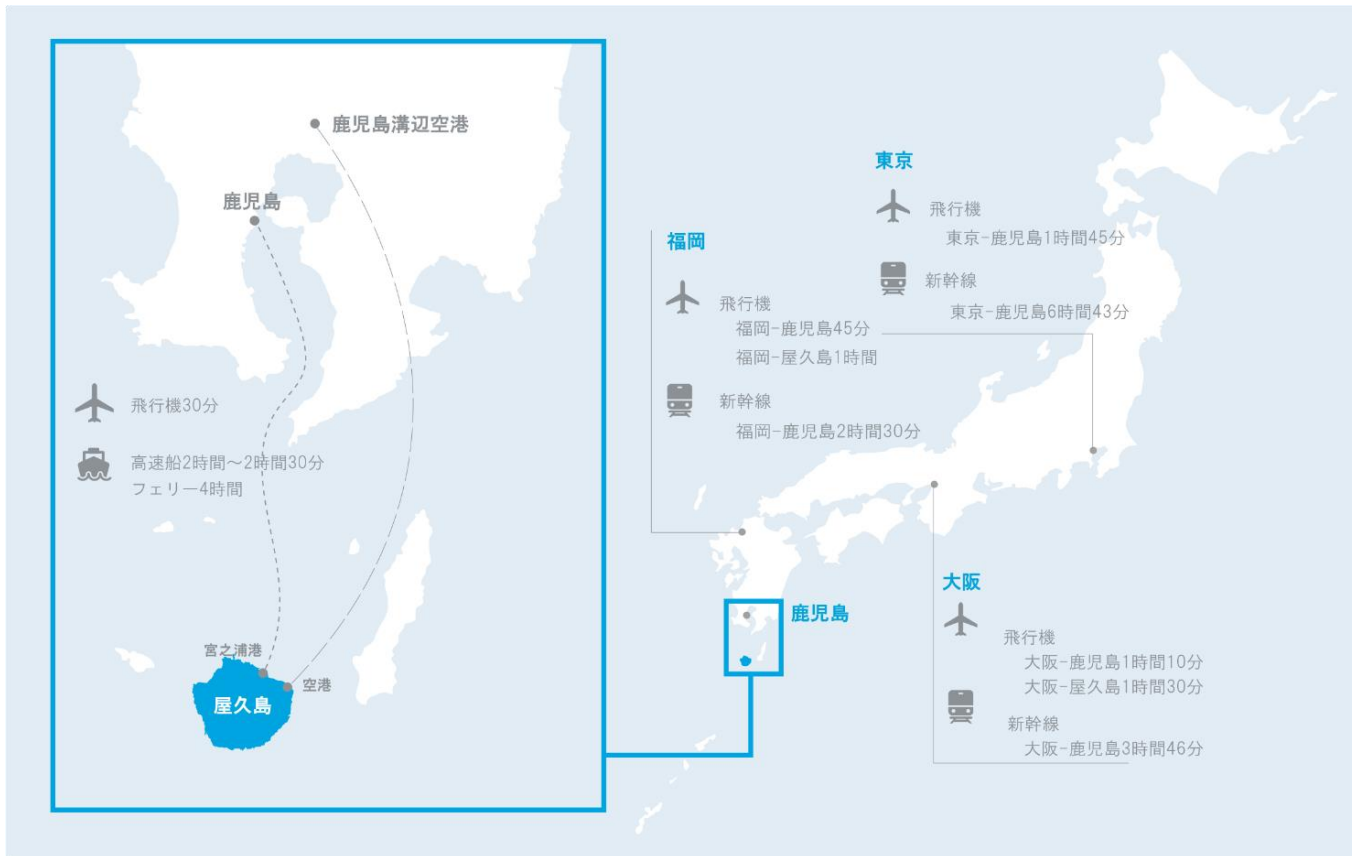 鹿児島溝辺空港
鹿児島
飛行機30分
高速船2時間～2時間30分
フェリー4時間
宮之浦港
空港
屋久島
福岡
飛行機
福岡-鹿児島45分
福岡-屋久島1時間
新幹線
福岡-鹿児島2時間30分
東京
飛行機
東京-鹿児島1時間45分
新幹線
東京-鹿児島6時間43分
鹿児島
大阪
飛行機
大阪-鹿児島1時間10分
大阪-屋久島1時間30分
新幹線
大阪-鹿児島3時間46分